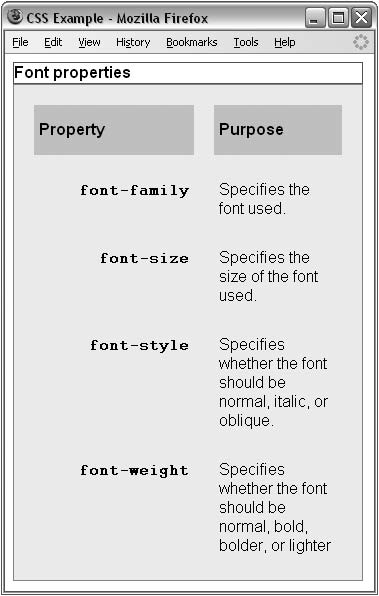 CSS Example - Mozilla Firefox
File Edit View History Bookmarks Tools Help
Font properties
Property Purpose
font-family Specifies the
font used.
font-size Specifies the
size of the font
used.
font-style Specifies
whether the font
should be
normal, italic, or
oblique.
font-weight Specifies
whether the font
should be
normal, bold,
bolder, or lighter